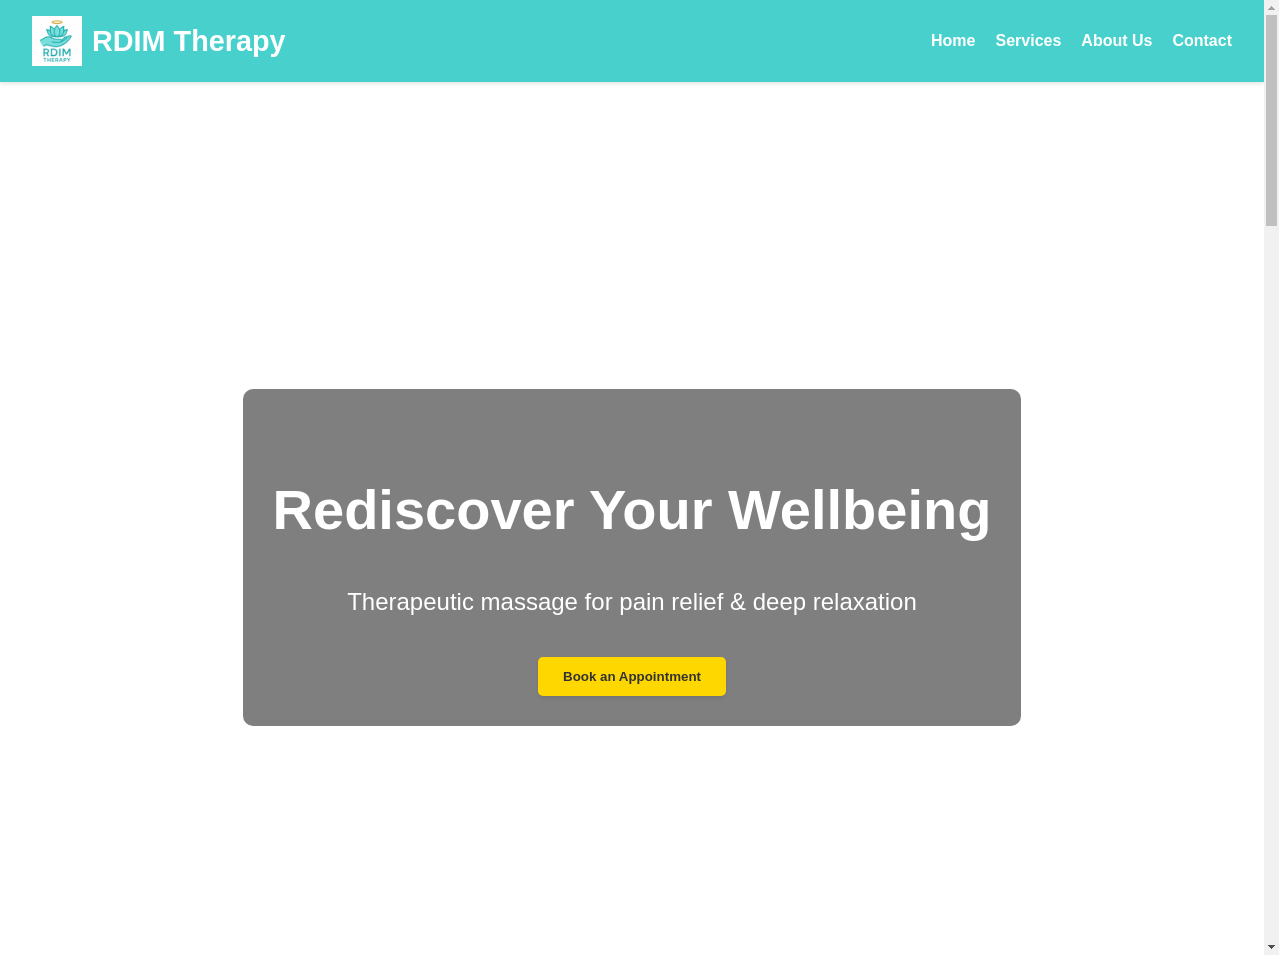 RDIM
THERAPY
RDIM Therapy
Home
Services
About Us
Contact
Rediscover Your Wellbeing
Therapeutic massage for pain relief & deep relaxation
Book an Appointment